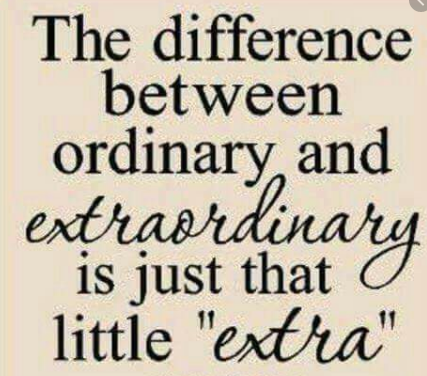 The difference
between
ordinary and
extraordinary
is just that
little "extra"